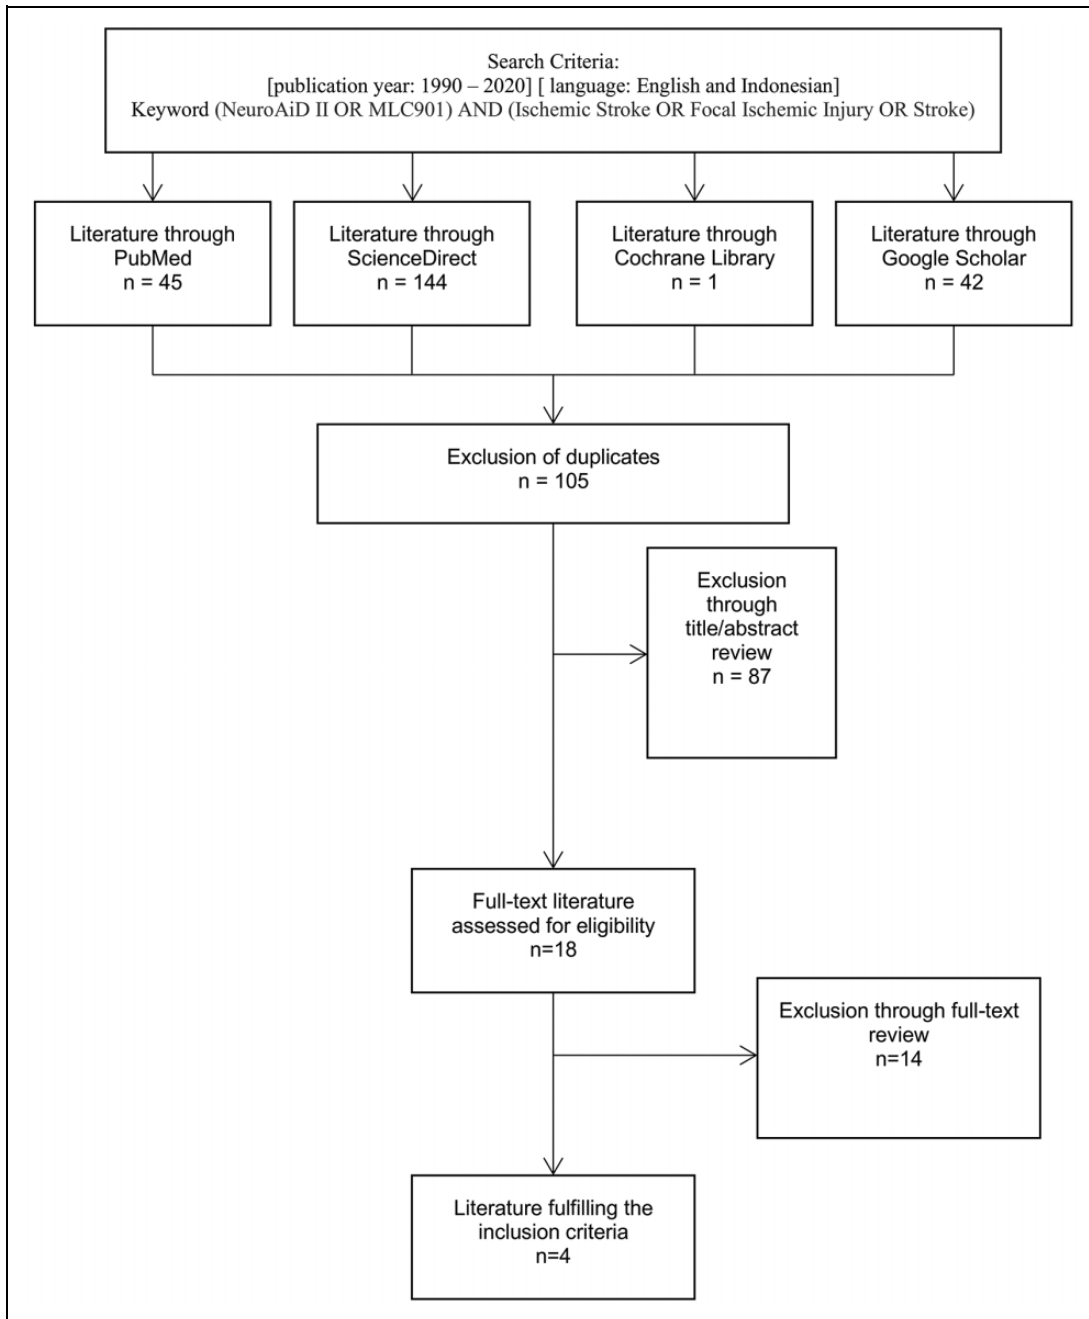 Search Criteria:
[publication year: 1990 – 2020] [ language: English and Indonesian]
Keyword (NeuroAiD II OR MLC901) AND (Ischemic Stroke OR Focal Ischemic Injury OR Stroke)
Literature through
PubMed
n = 45
Literature through
ScienceDirect
n = 144
Literature through
Cochrane Library
n = 1
Literature through
Google Scholar
n = 42
Exclusion of duplicates
n = 105
Exclusion
through
title/abstract
review
n = 87
Full-text literature
assessed for eligibility
n=18
Exclusion through full-text
review
n=14
Literature fulfilling the
inclusion criteria
n=4